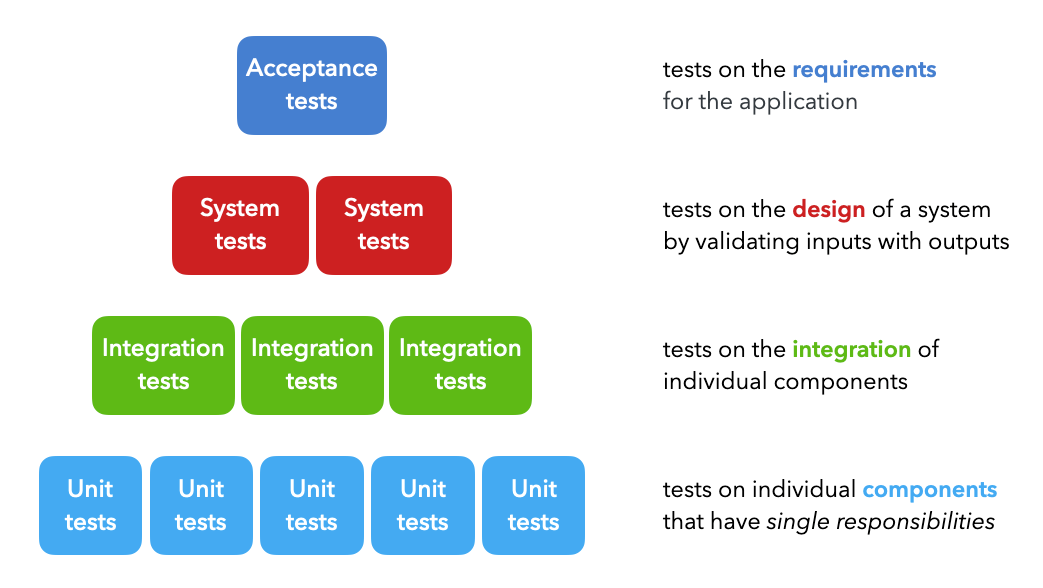 Acceptance
tests
tests on the requirements
for the application
System
tests
System
tests
tests on the design of a system
by validating inputs with outputs
Integration
tests
Integration
tests
Integration
tests
tests on the integration of
individual components
Unit
tests
Unit
tests
Unit
tests
Unit
tests
Unit
tests
tests on individual components
that have single responsibilities